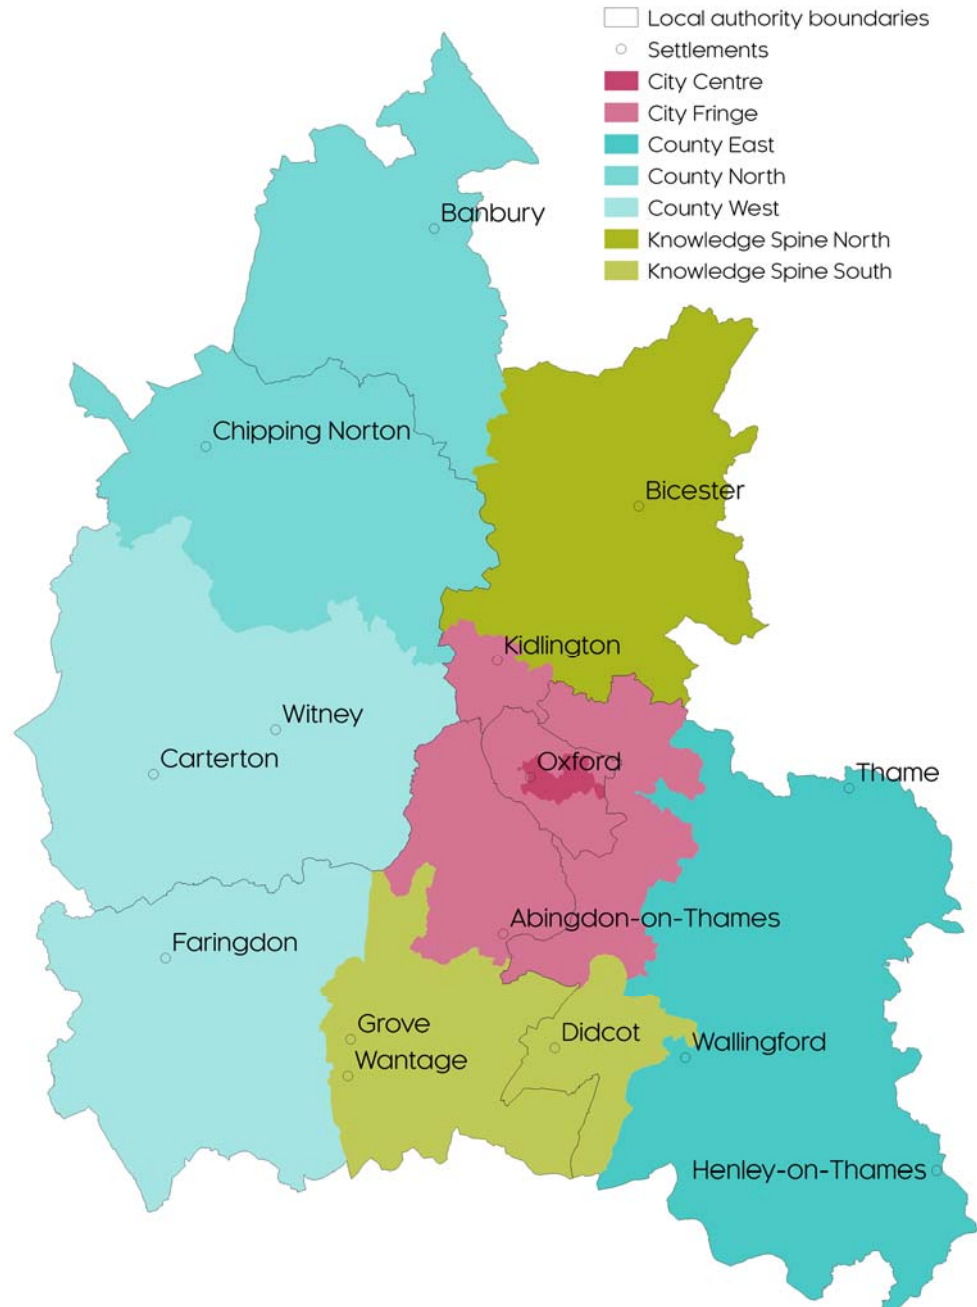 Local authority boundaries
Settlements
City Centre
City Fringe
County East
County North
County West
Knowledge Spine North
Knowledge Spine South
Banbury
Chipping Norton
Bicester
Kidlington
Witney
Oxford
Carterton
Thame
Abingdon-on-Thames
Faringdon
Grove
Didcot
Wallingford
Wantage
Henley-on-Thames